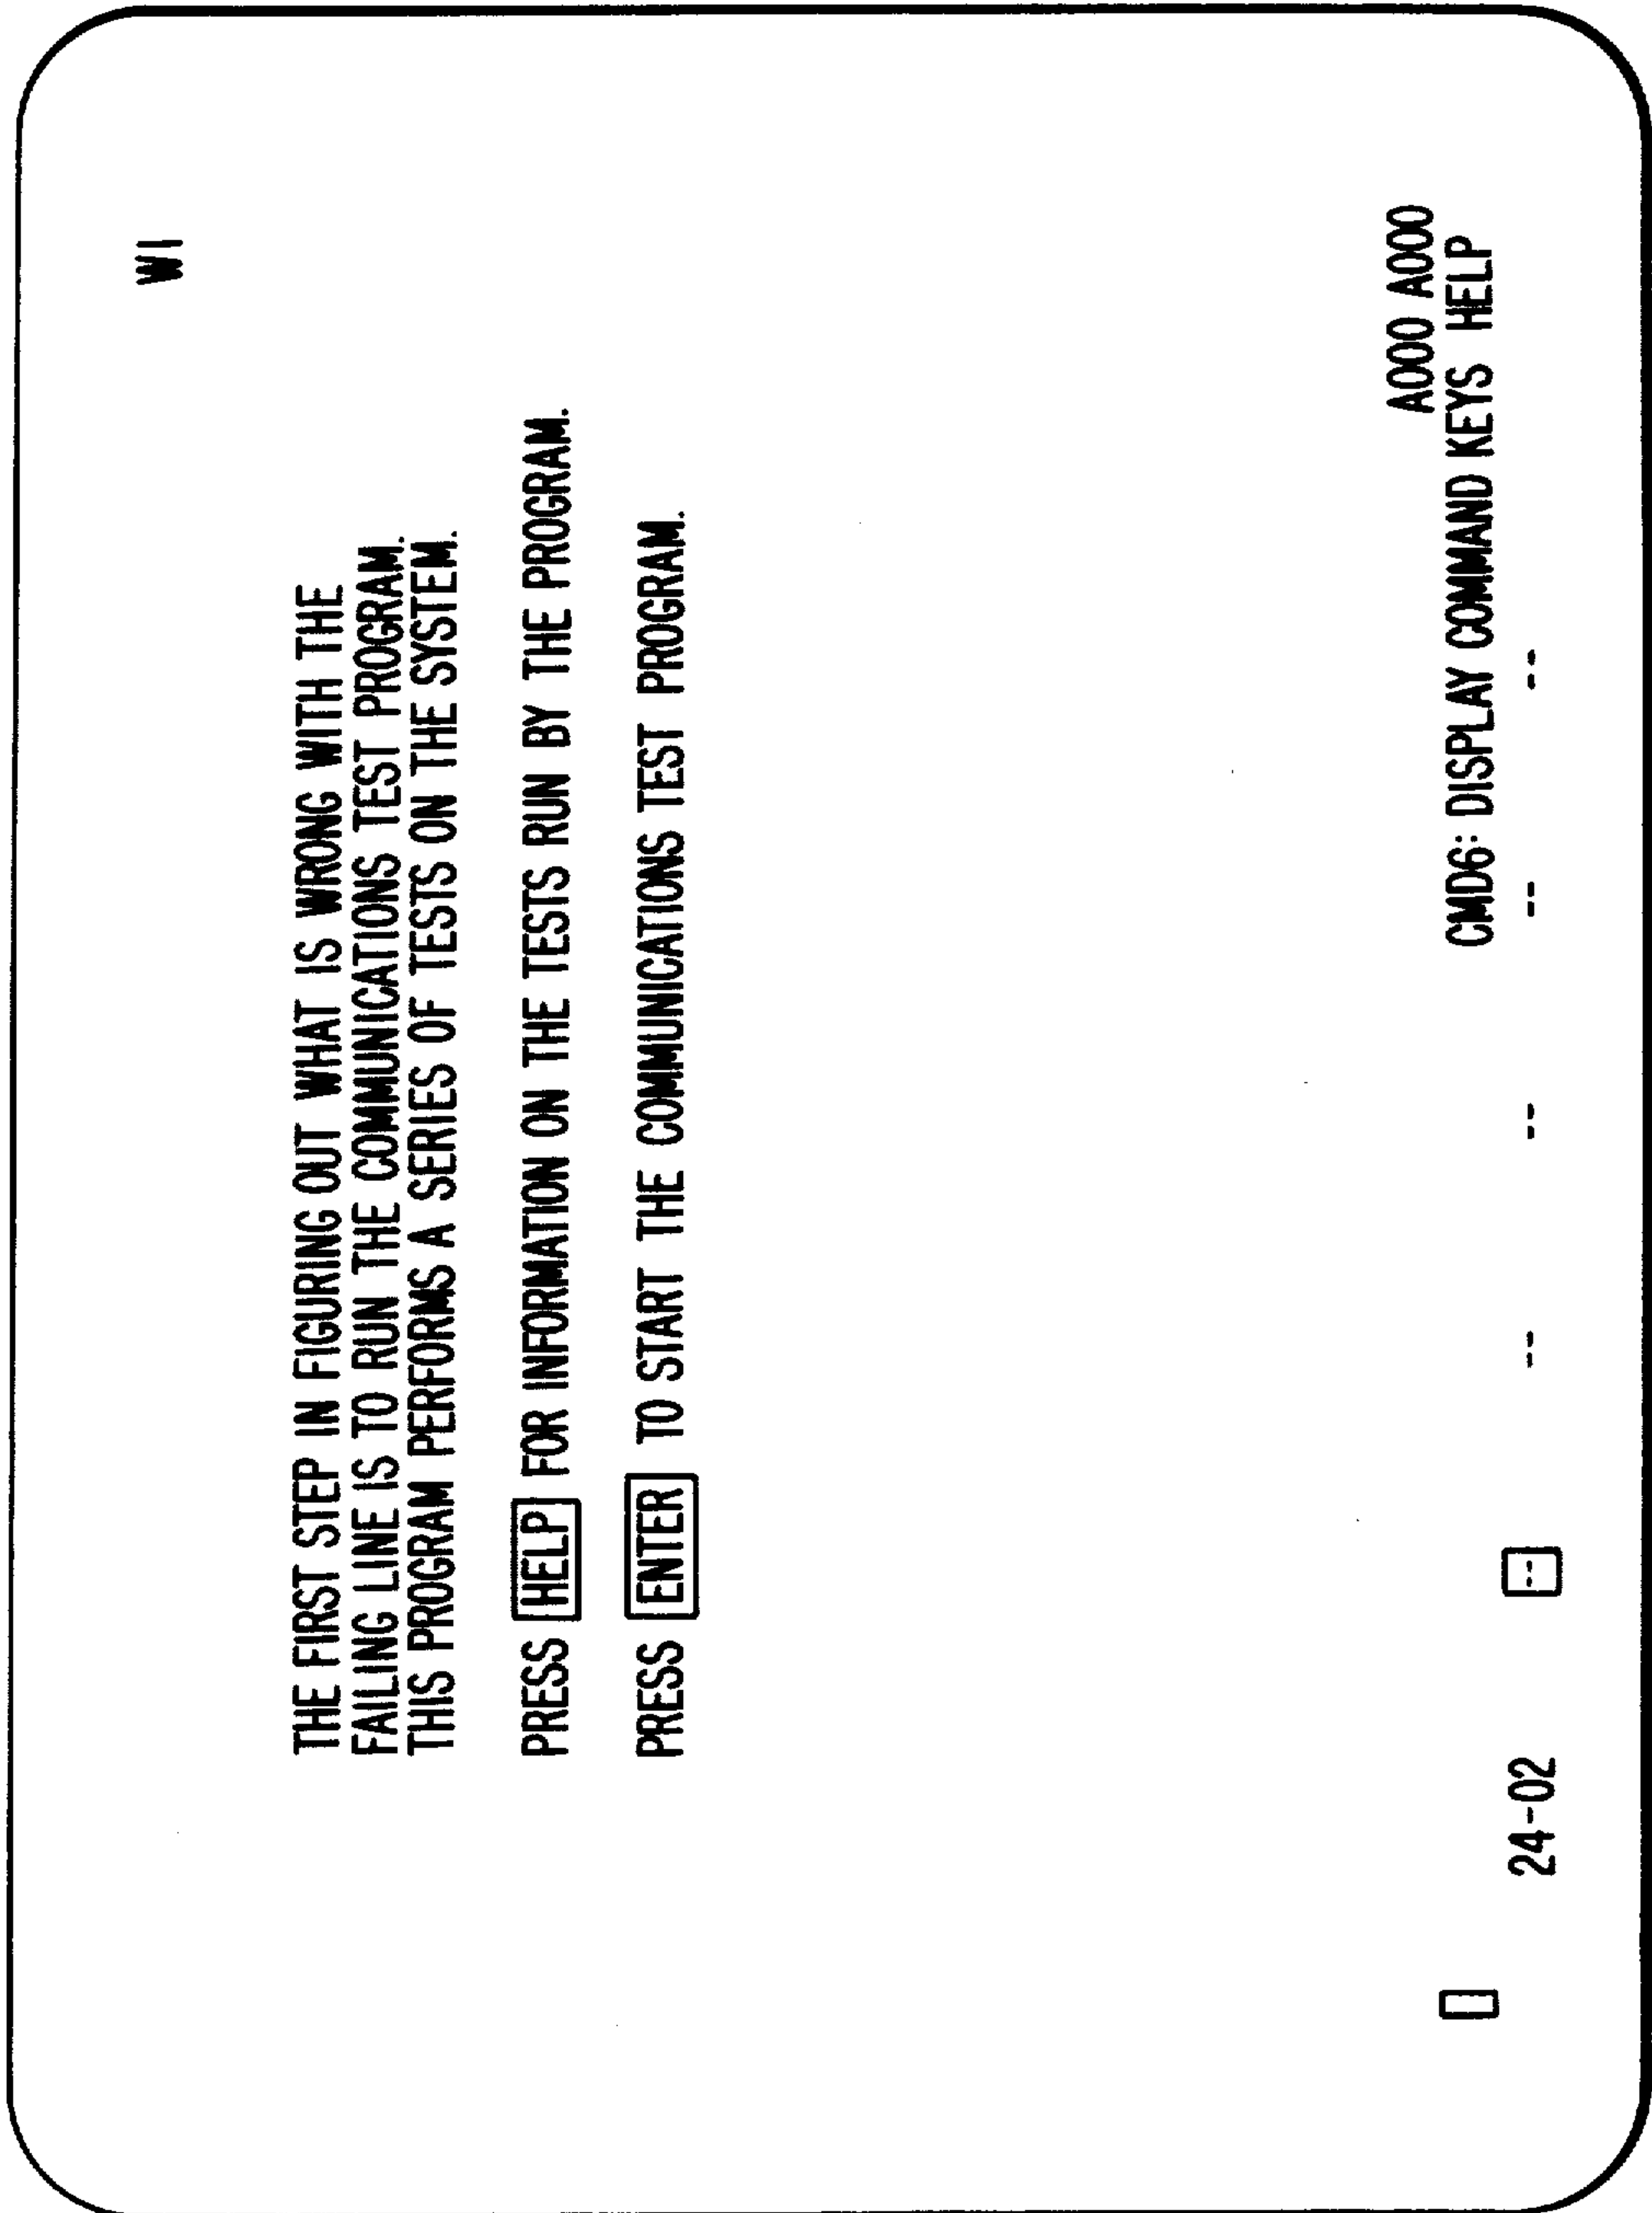 W1
THE FIRST STEP IN FIGURING OUT WHAT IS WRONG WITH THE
FAILING LINE IS TO RUN THE COMMUNICATIONS TEST PROGRAM.
THIS PROGRAM PERFORMS A SERIES OF TESTS ON THE SYSTEM.
PRESS HELP FOR INFORMATION ON THE TESTS RUN BY THE PROGRAM.
PRESS ENTER TO START THE COMMUNICATIONS TEST PROGRAM.
A000 A000
CMD6: DISPLAY COMMAND KEYS HELP
24-02 -- -- -- -- --